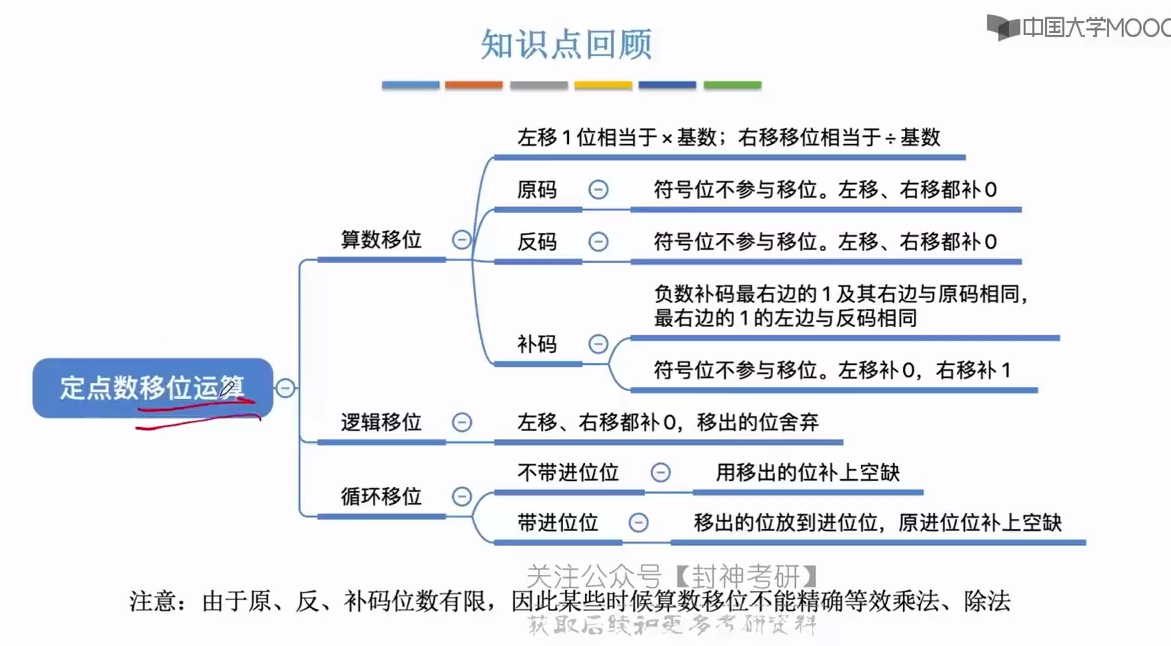 中国大学MOOC
知识点回顾
左移1位相当于×基数；右移移位相当于÷基数
原码
符号位不参与移位。左移、右移都补0
算数移位
反码
符号位不参与移位。左移、右移都补0
负数补码最右边的1及其右边与原码相同，
最右边的1的左边与反码相同
补码
符号位不参与移位。左移补0，右移补1
定点数移位运算
逻辑移位
左移、右移都补0，移出的位舍弃
不带进位位
用移出的位补上空缺
循环移位
带进位位
移出的位放到进位位，原进位位补上空缺
关注公众号【封神考研】
注意：由于原、反、补码位数有限，因此某些时候算数移位不能精确等效乘法、除法
获取后续和更多考研资料